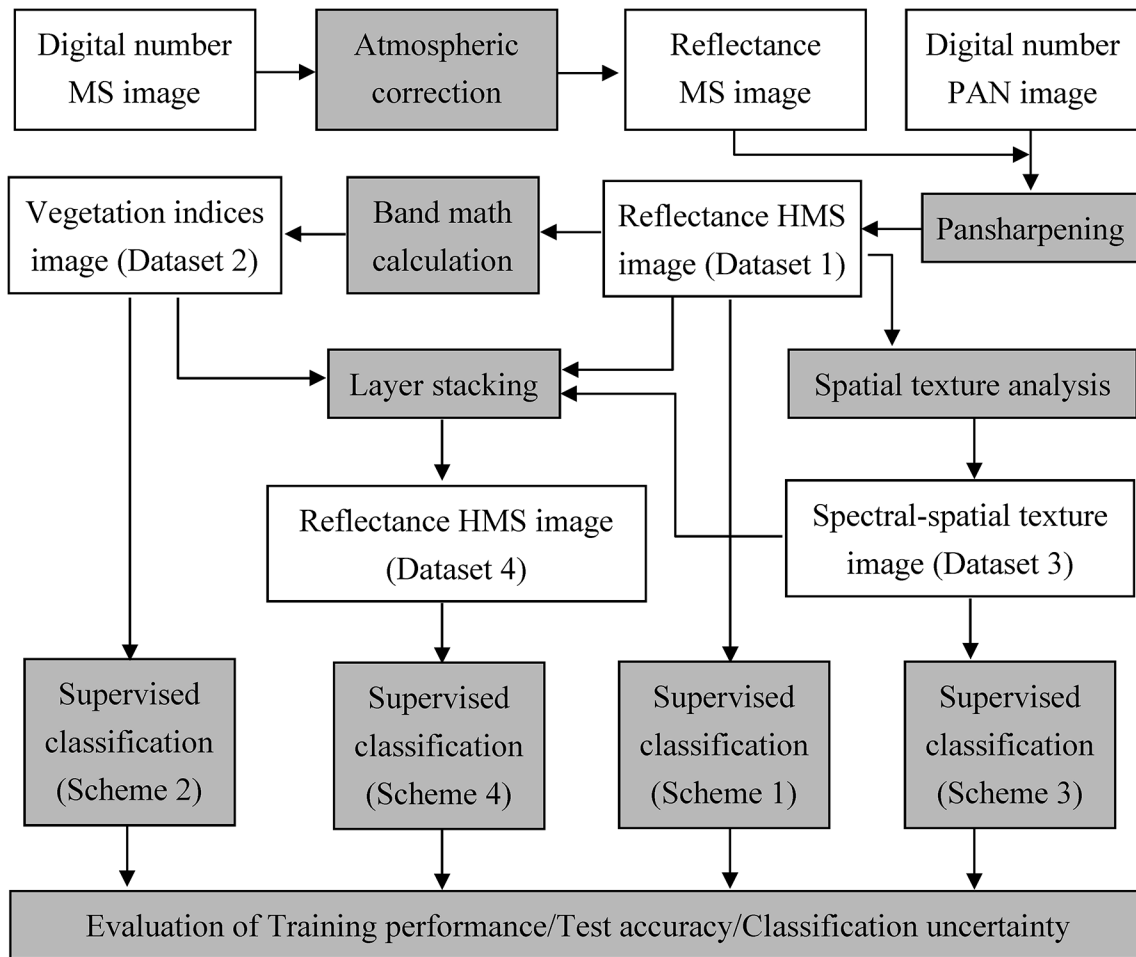 Digital number
MS image
Atmospheric
correction
Reflectance
MS image
Digital number
PAN image
Vegetation indices
image (Dataset 2)
Band math
calculation
Reflectance HMS
image (Dataset 1)
Pansharpening
Layer stacking
Spatial texture analysis
Reflectance HMS image
(Dataset 4)
Spectral-spatial texture
image (Dataset 3)
Supervised
classification
(Scheme 2)
Supervised
classification
(Scheme 4)
Supervised
classification
(Scheme 1)
Supervised
classification
(Scheme 3)
Evaluation of Training performance/Test accuracy/Classification uncertainty